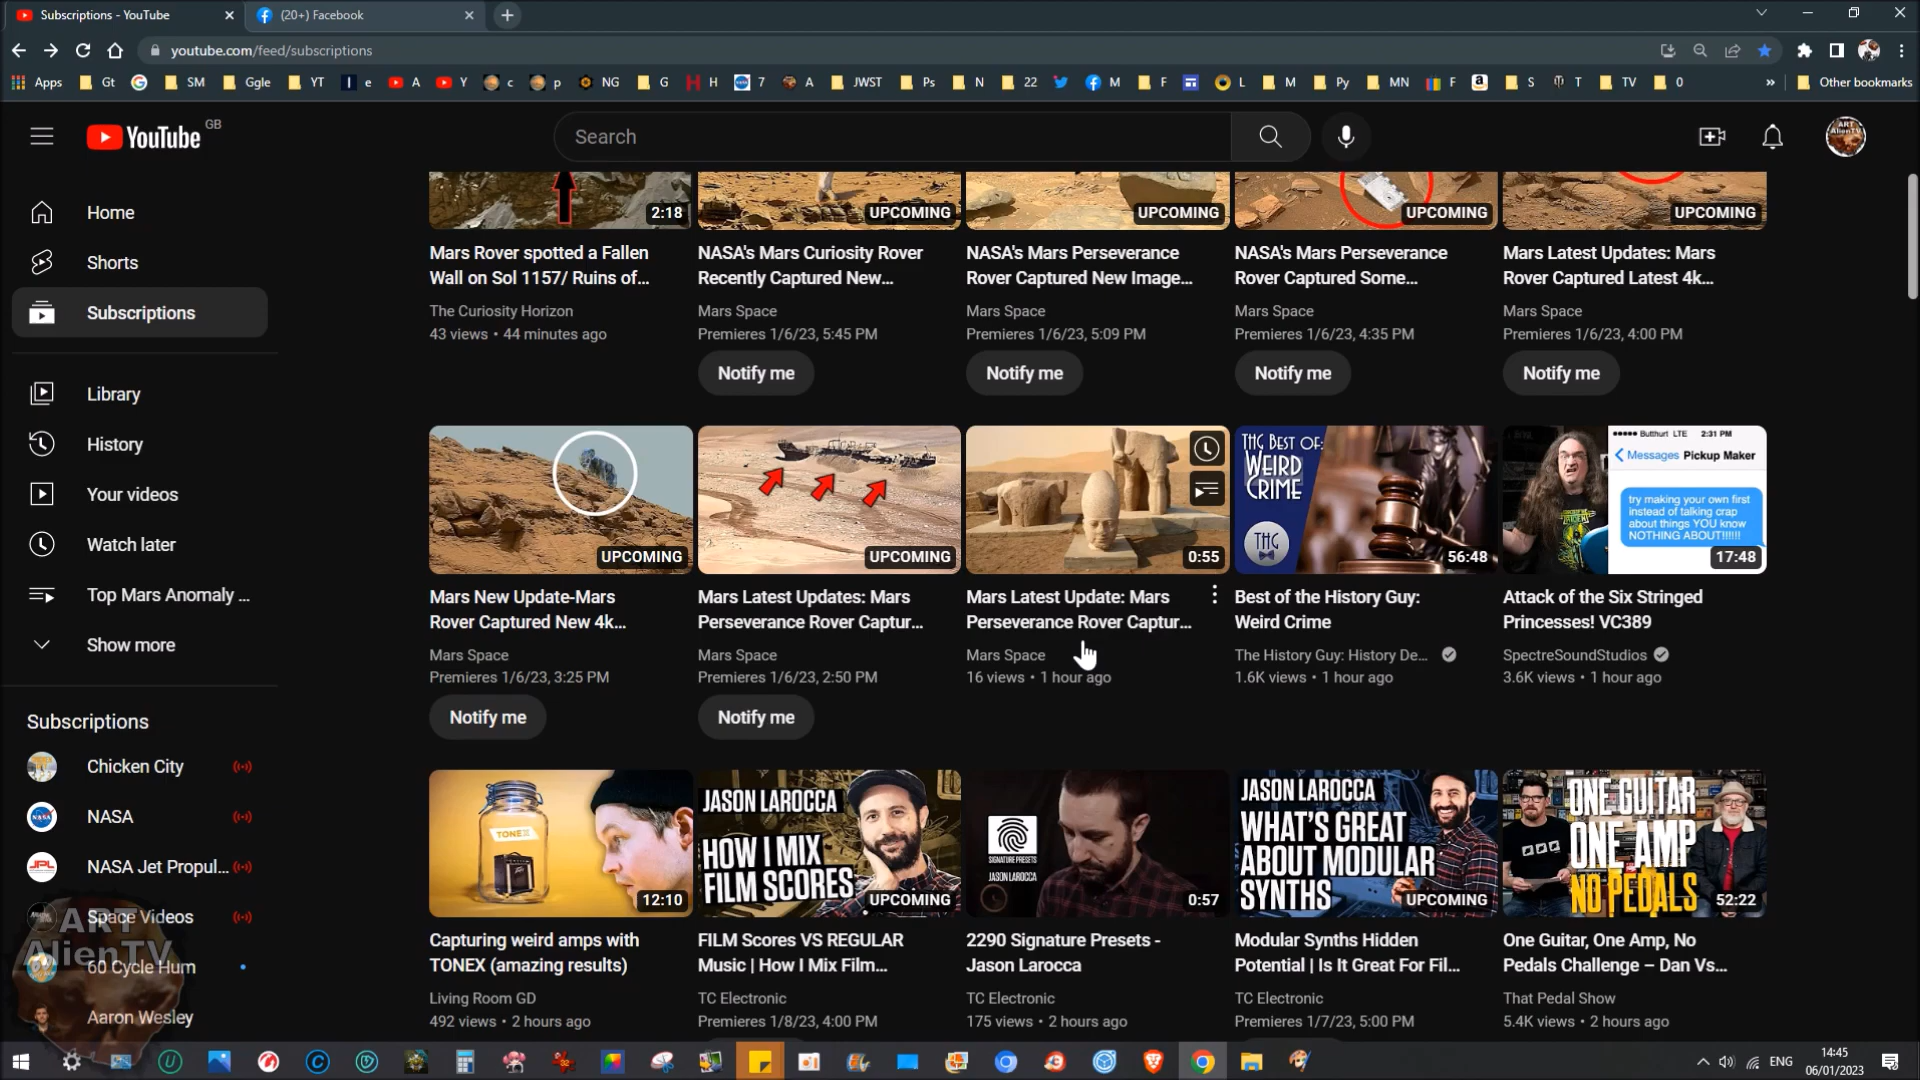 Subscriptions - YouTube
(20+) Facebook
youtube.com/feed/subscriptions
Apps Gt SM Ggle YT e A Y c p NG G H 7 A JWST Ps N 22 M F L M Py MN F S T TV 0 » Other bookmarks
YouTube GB
Search
Home
Shorts
Subscriptions
Library
History
Your videos
Watch later
Top Mars Anomaly ...
Show more
Subscriptions
Chicken City
NASA
NASA Jet Propul...
Space Videos
60 Cycle Hum
Aaron Wesley
ART
AlienTV
2:18
UPCOMING
UPCOMING
UPCOMING
UPCOMING
Mars Rover spotted a Fallen
Wall on Sol 1157/ Ruins of...
The Curiosity Horizon
43 views • 44 minutes ago
NASA's Mars Curiosity Rover
Recently Captured New...
Mars Space
Premieres 1/6/23, 5:45 PM
Notify me
NASA's Mars Perseverance
Rover Captured New Image...
Mars Space
Premieres 1/6/23, 5:09 PM
Notify me
NASA's Mars Perseverance
Rover Captured Some...
Mars Space
Premieres 1/6/23, 4:35 PM
Notify me
Mars Latest Updates: Mars
Rover Captured Latest 4k...
Mars Space
Premieres 1/6/23, 4:00 PM
Notify me
UPCOMING
Mars New Update-Mars
Rover Captured New 4k...
Mars Space
Premieres 1/6/23, 3:25 PM
Notify me
UPCOMING
Mars Latest Updates: Mars
Perseverance Rover Captur...
Mars Space
Premieres 1/6/23, 2:50 PM
Notify me
0:55
Mars Latest Update: Mars
Perseverance Rover Captur...
Mars Space
16 views • 1 hour ago
THG BEST OF:
WEIRD
CRIME
THG
56:48
Best of the History Guy:
Weird Crime
The History Guy: History De...
1.6K views • 1 hour ago
Butthurt LTE 2:31 PM
Messages Pickup Maker
try making your own first
instead of talking crap
about things YOU know
NOTHING ABOUT!!!!!!
17:48
Attack of the Six Stringed
Princesses! VC389
SpectreSoundStudios
3.6K views • 1 hour ago
TONEX
12:10
Capturing weird amps with
TONEX (amazing results)
Living Room GD
492 views • 2 hours ago
JASON LAROCCA
HOW I MIX
FILM SCORES
UPCOMING
FILM Scores VS REGULAR
Music | How I Mix Film...
TC Electronic
Premieres 1/8/23, 4:00 PM
SIGNATURE PRESETS
JASON LAROCCA
0:57
2290 Signature Presets -
Jason Larocca
TC Electronic
175 views • 2 hours ago
JASON LAROCCA
WHAT'S GREAT
ABOUT MODULAR
SYNTHS
UPCOMING
Modular Synths Hidden
Potential | Is It Great For Fil...
TC Electronic
Premieres 1/7/23, 5:00 PM
ONE GUITAR
ONE AMP
NO PEDALS
52:22
One Guitar, One Amp, No
Pedals Challenge – Dan Vs...
That Pedal Show
5.4K views • 2 hours ago
ENG
14:45
06/01/2023